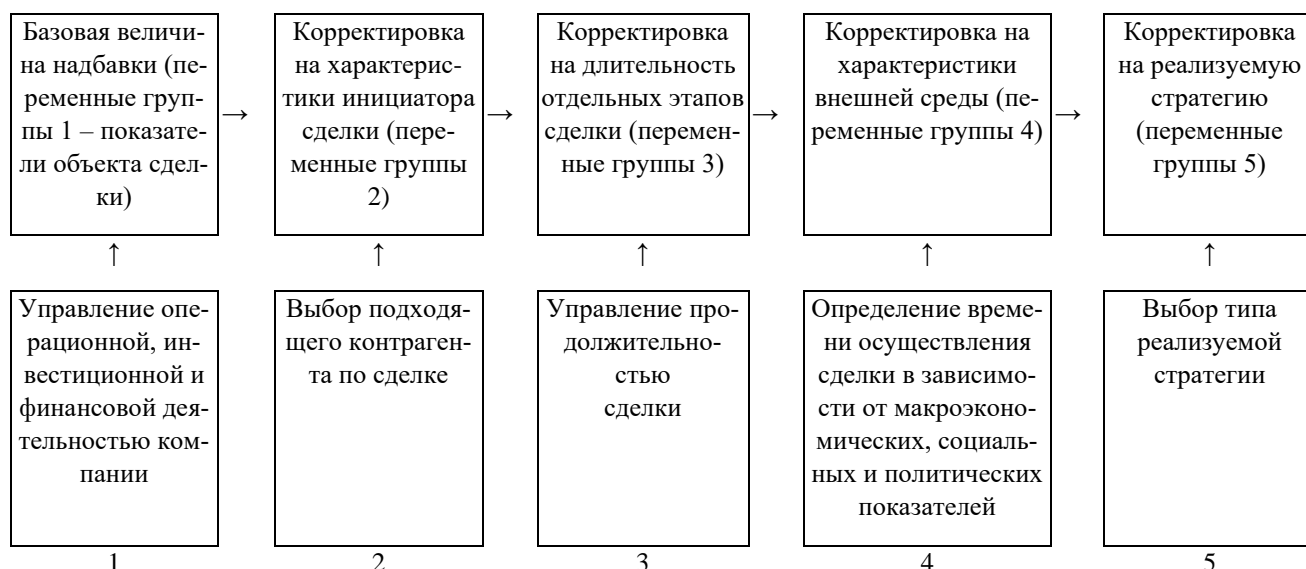 Базовая величи-
на надбавки (пе-
ременные груп-
пы 1 – показате-
ли объекта сдел-
ки)
→
Корректировка
на характерис-
тики инициатора
сделки (пере-
менные группы
2)
→
Корректировка
на длительность
отдельных этапов
сделки (перемен-
ные группы 3)
→
Корректировка на
характеристики
внешней среды (пе-
ременные группы 4)
→
Корректировка
на реализуемую
стратегию
(переменные
группы 5)
↑
↑
↑
↑
↑
Управление опе-
рационной, ин-
вестиционной и
финансовой дея-
тельностью ком-
пании
Выбор подходя-
щего контраген-
та по сделке
Управление про-
должительно-
стью
сделки
Определение време-
ни осуществления
сделки в зависимо-
сти от макроэконо-
мических, социаль-
ных и политических
показателей
Выбор типа
реализуемой
стратегии
1
2
3
4
5